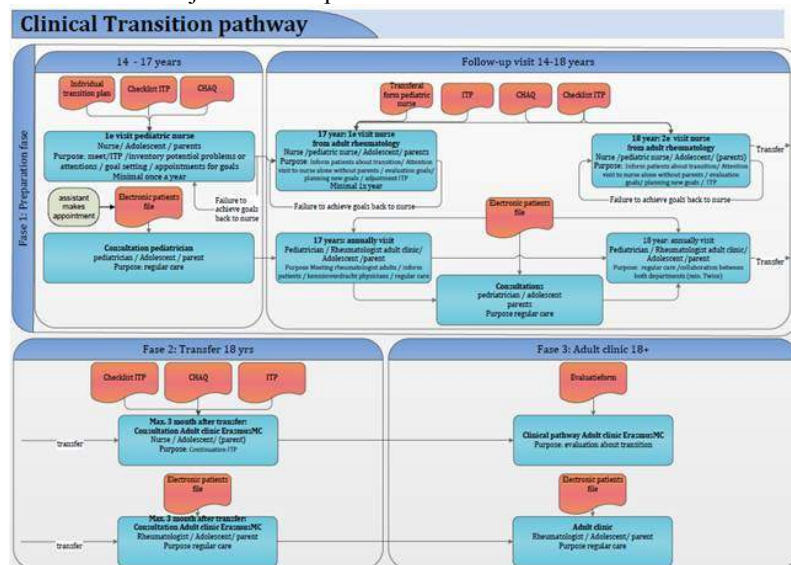 Clinical Transition pathway
Fase 1: Preparation fase
14 - 17 years
Individual
transition plan
Checklist ITP
CHAQ
1e visit pediatric nurse
Nurse/ Adolescent / parents
Purpose: meet/ITP /inventory potential problems or
attentions / goal setting / appointments for goals
Minimal once a year
assistant
makes
appointment
Electronic patients
file
Failure to
achieve goals
back to nurse
Consultation pediatrician
pediatrician / Adolescent / parent
Purpose: regular care
Follow-up visit 14-18 years
Transferal
form pediatric
nurse
ITP
CHAQ
Checklist ITP
17 year: 1e visit nurse
from adult rheumatology
Nurse /pediatric nurse/ Adolescent/ parents
Purpose: Inform patients about transition/ Attention
visit to nurse alone without parents / evaluation goals/
planning new goals / adjustment ITP
Minimal 1x year
Failure to achieve goals back to nurse
18 year: 2e visit nurse
from adult rheumatology
Nurse /pediatric nurse/ Adolescent/ (parents)
Purpose: Inform patients about transition/ Attention
visit to nurse alone without parents / evaluation
goals/ planning new goals / ITP
Failure to achieve goals back to nurse
Transfer
Electronic patients
file
17 years: annually visit
Pediatrician / Rheumatologist adult clinic/
Adolescent /parent
Purpose Meeting rheumatologist adults / inform
patients / kennisoverdracht physicians / regular care
Consultations
pedriatrician / adolescent
parents
Purpose regular care
18 year: annually visit
Pediatrician / Rheumatologist adult clinic/
Adolescent /parent
Purpose: regular care /collaboration between
both departments (min. Twice)
Transfer
Fase 2: Transfer 18 yrs
Checklist ITP
CHAQ
ITP
transfer
Max. 3 month after transfer:
Consultation Adult clinic ErasmusMC
Nurse / Adolescent/ (parent)
Purpose: Continuation ITP
Electronic patients
file
transfer
Max. 3 month after transfer:
Consultation Adult clinic ErasmusMC
Rheumatologist / Adolescent/ parent
Purpose regular care
Fase 3: Adult clinic 18+
Evaluatieform
Clinical pathway Adult clinic ErasmusMC
Purpose: evaluation about transition
Electronic patients
file
Adult clinic
Rheumatologist / Adolescent/ parent
Purpose regular care